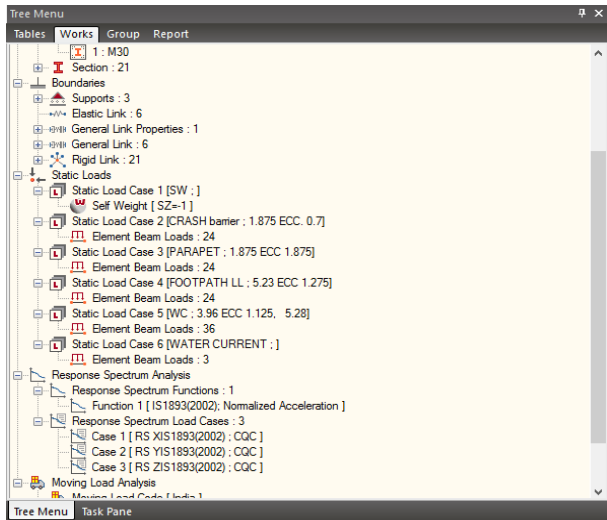 Tree Menu
Tables Works Group Report
1 : M30
Section : 21
Boundaries
Supports : 3
Elastic Link : 6
General Link Properties : 1
General Link : 6
Rigid Link : 21
Static Loads
Static Load Case 1 [SW ; ]
Self Weight [ SZ=-1 ]
Static Load Case 2 [CRASH barrier ; 1.875 ECC. 0.7]
Element Beam Loads : 24
Static Load Case 3 [PARAPET ; 1.875 ECC 1.875]
Element Beam Loads : 24
Static Load Case 4 [FOOTPATH LL ; 5.23 ECC 1.275]
Element Beam Loads : 24
Static Load Case 5 [WC ; 3.96 ECC 1.125, 5.28]
Element Beam Loads : 36
Static Load Case 6 [WATER CURRENT ; ]
Element Beam Loads : 3
Response Spectrum Analysis
Response Spectrum Functions : 1
Function 1 [ IS1893(2002); Normalized Acceleration ]
Response Spectrum Load Cases : 3
Case 1 [ RS XIS1893(2002) ; CQC ]
Case 2 [ RS YIS1893(2002) ; CQC ]
Case 3 [ RS ZIS1893(2002) ; CQC ]
Moving Load Analysis
Moving Load Code [ India ]
Tree Menu Task Pane